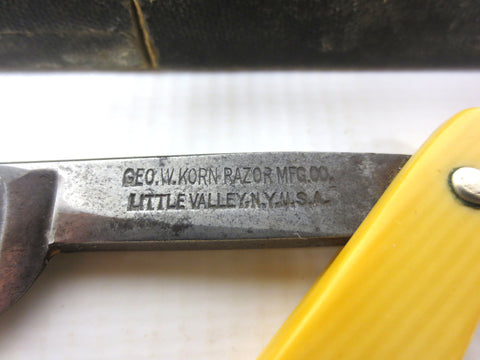 GEO. W. KORN RAZOR MFG. CO.
LITTLE VALLEY. N.Y. U.S.A.